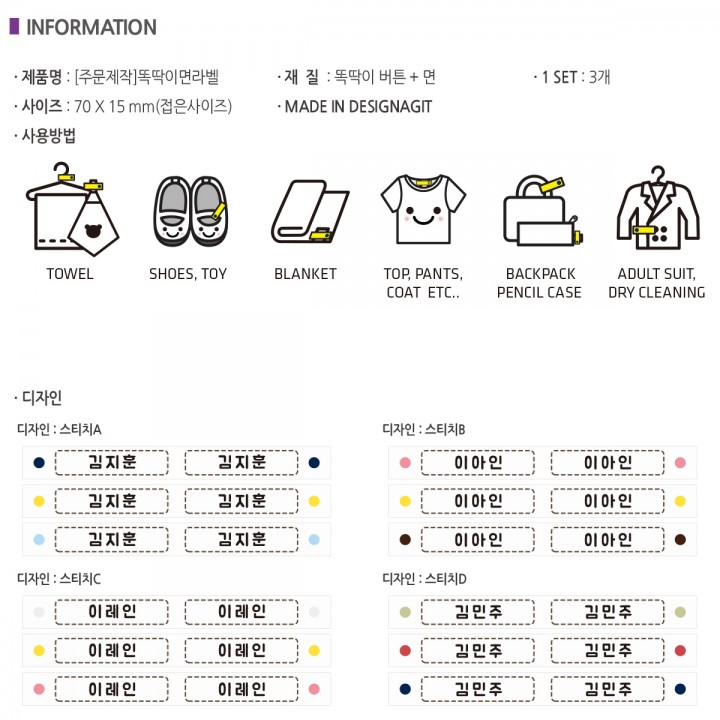 INFORMATION
· 제품명 : [주문제작]똑딱이면라벨
· 재 질 : 똑딱이 버튼 + 면
· 1 SET : 3개
· 사이즈 : 70 X 15 mm(접은사이즈)
· MADE IN DESIGNAGIT
· 사용방법
TOWEL
SHOES, TOY
BLANKET
TOP, PANTS,
COAT ETC..
BACKPACK
PENCIL CASE
ADULT SUIT,
DRY CLEANING
· 디자인
디자인 : 스티치A
김지훈 김지훈
김지훈 김지훈
김지훈 김지훈
디자인 : 스티치B
이아인 이아인
이아인 이아인
이아인 이아인
디자인 : 스티치C
이레인 이레인
이레인 이레인
이레인 이레인
디자인 : 스티치D
김민주 김민주
김민주 김민주
김민주 김민주